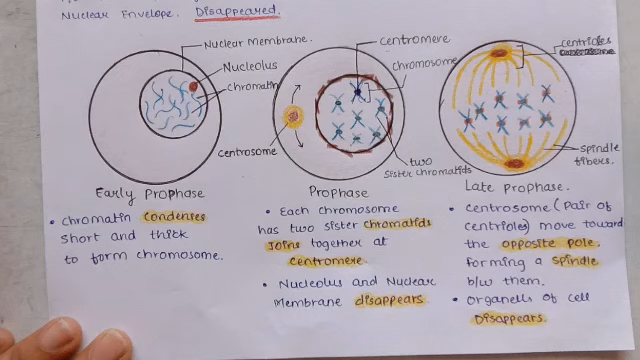 Nuclear Envelope. Disappeared.
Nuclear Membrane.
Nucleolus
chromatin
centromere
chromosome
centrosome
two
Sister chromatids
centrioles
spindle
fibers.
Early Prophase
Prophase
Late Prophase.
• chromatin Condenses
short and thick
to form chromosome.
• Each chromosome
has two sister chromatids
Joins together at
centromere.
• Nucleolus and Nuclear
Membrane disappears.
• centrosome (Pair of
centrioles) move toward
the opposite pole.
forming a spindle
b/w them.
• Organells of cell
Disappears.